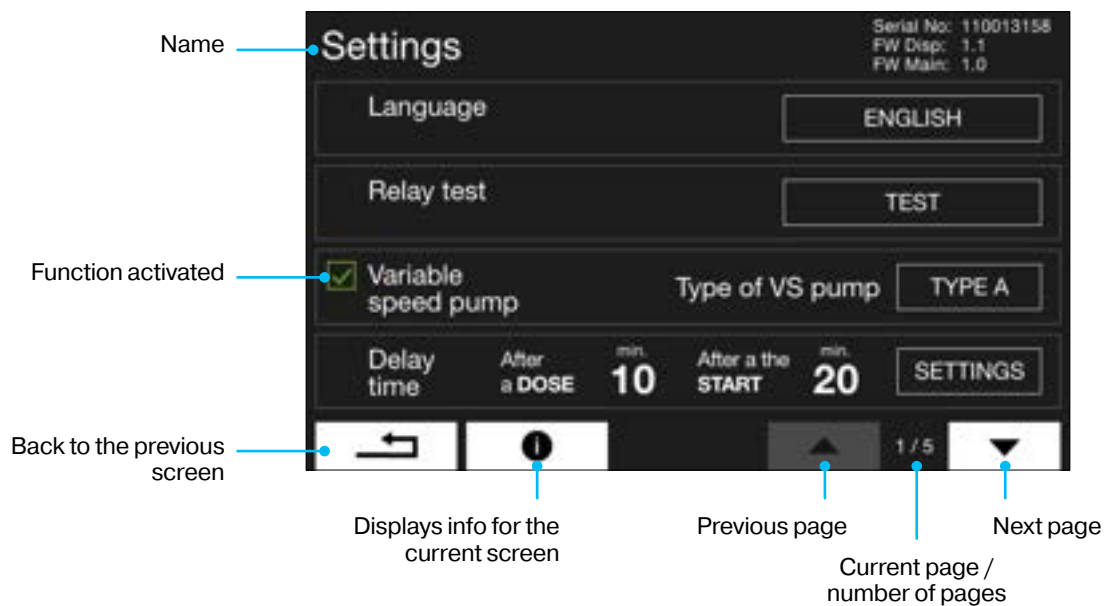 Name
Settings
Serial No: 110013158
FW Disp: 1.1
FW Main: 1.0
Language
ENGLISH
Relay test
TEST
Function activated
Variable
speed pump
Type of VS pump
TYPE A
Delay
time
After
a DOSE
min.
10
After a the
START
min.
20
SETTINGS
Back to the previous
screen
1 / 5
Displays info for the
current screen
Previous page
Next page
Current page /
number of pages